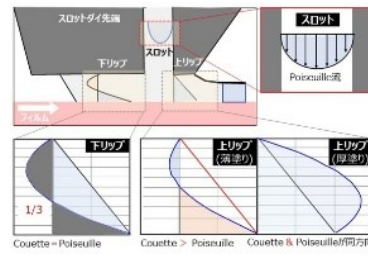 スロットダイ先端
スロット
下リップ
上リップ
フィルム
スロット
Poiseuille流
下リップ
1/3
Couette = Poiseuille
上リップ
(薄塗り)
Couette > Poiseuille
上リップ
(厚塗り)
Couette & Poiseuilleが同方向